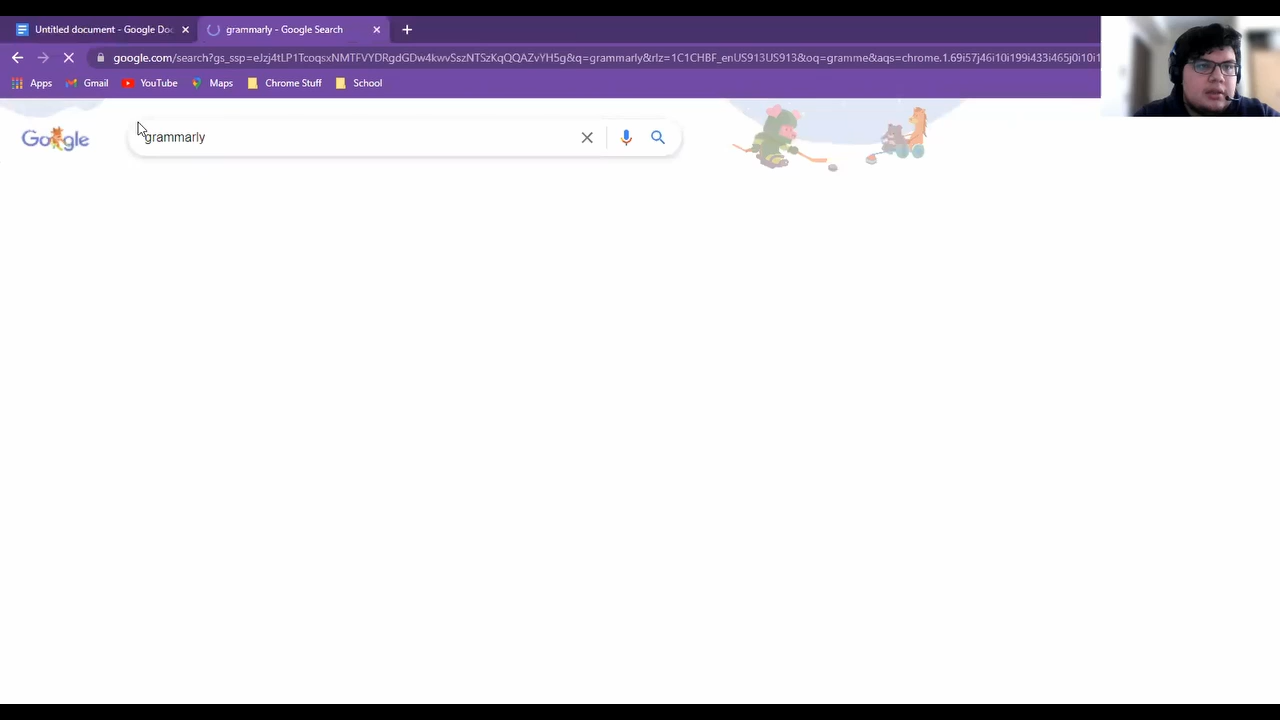 Untitled document - Google Doc
grammarly - Google Search
google.com/search?gs_ssp=eJzj4tLP1TcoqsxNMTFVYDRgdGDw4kwvSszNTSzKqQQAZvYH5g&q=grammarly&rlz=1C1CHBF_enUS913US913&oq=gramme&aqs=chrome.1.69i57j46i10i199i433i465j0i10i1
Apps
Gmail
YouTube
Maps
Chrome Stuff
School
Google
grammarly